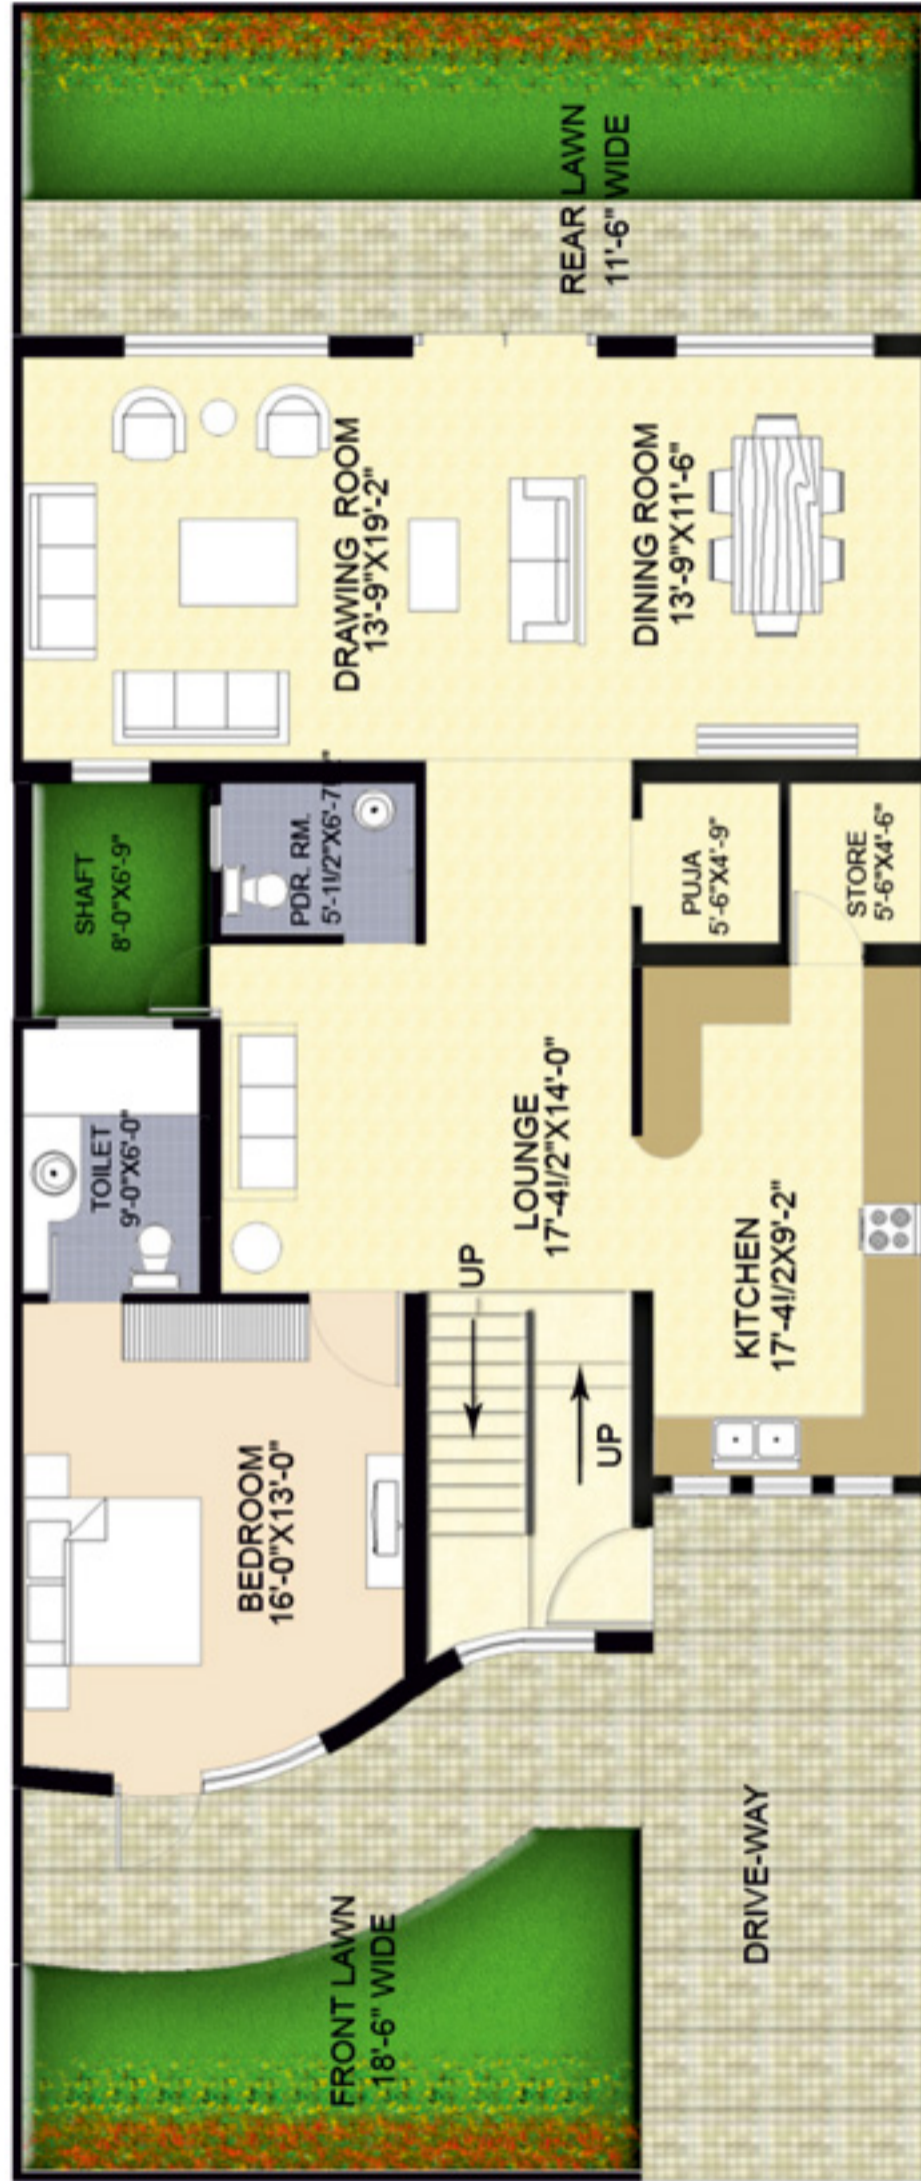 REAR LAWN
11'-6" WIDE
DRAWING ROOM
13'-9"X19'-2"
DINING ROOM
13'-9"X11'-6"
SHAFT
8'-0"X6'-9"
PDR. RM.
5'-11/2"X6'-7"
PUJA
5'-6"X4'-9"
STORE
5'-6"X4'-6"
TOILET
9'-0"X6'-0"
LOUNGE
17'-4!/2"X14'-0"
UP
KITCHEN
17'-4!/2X9'-2"
BEDROOM
16'-0"X13'-0"
UP
FRONT LAWN
18'-6" WIDE
DRIVE-WAY